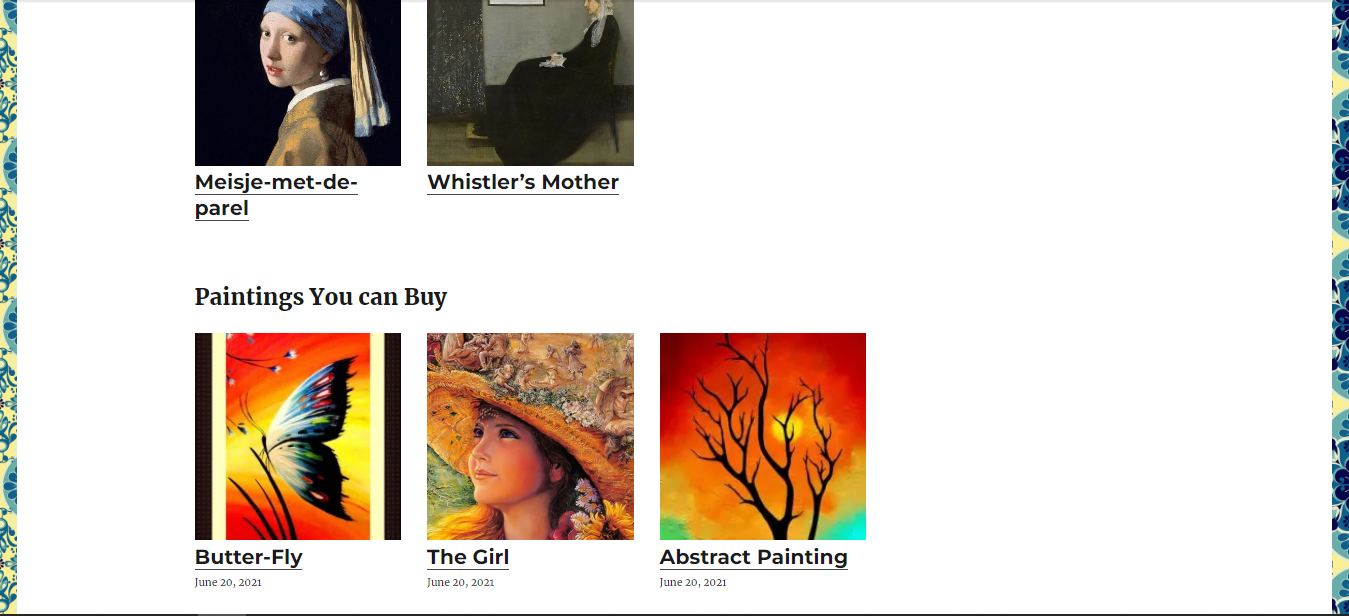 Meisje-met-de-
parel
Whistler’s Mother
Paintings You can Buy
Butter-Fly
June 20, 2021
The Girl
June 20, 2021
Abstract Painting
June 20, 2021